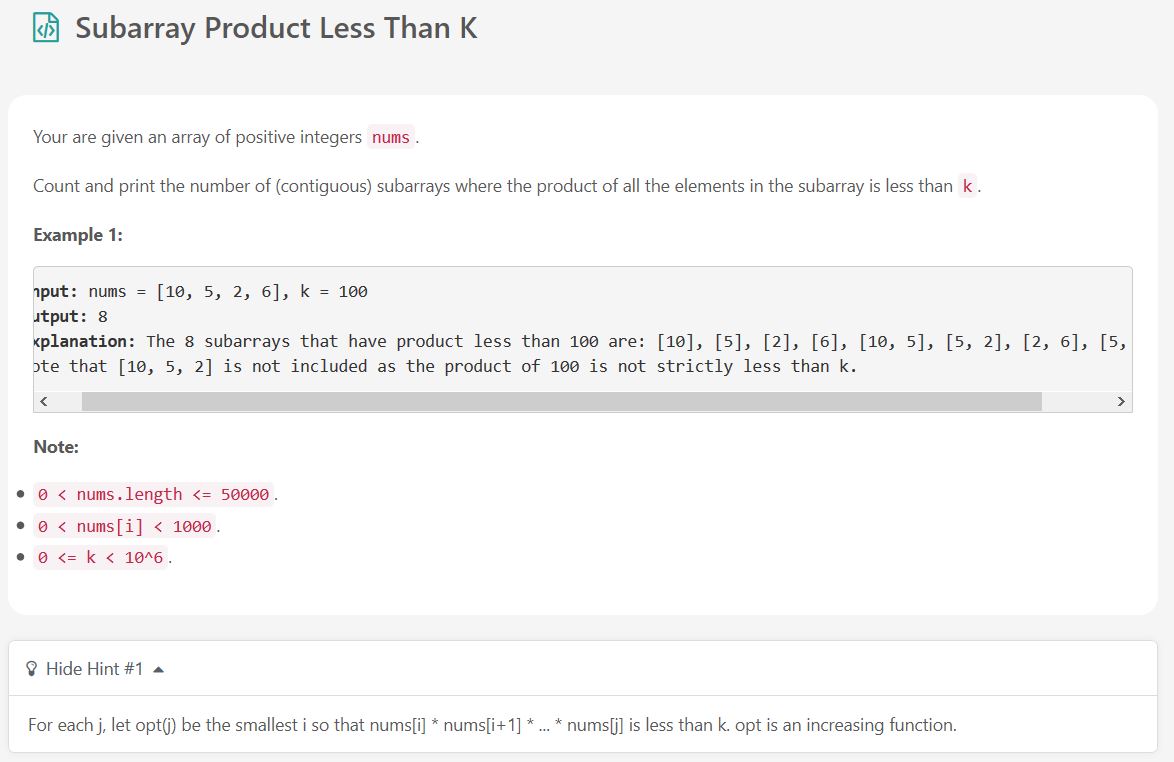 Subarray Product Less Than K
Your are given an array of positive integers nums.
Count and print the number of (contiguous) subarrays where the product of all the elements in the subarray is less than k.
Example 1:
nput: nums = [10, 5, 2, 6], k = 100
utput: 8
xplanation: The 8 subarrays that have product less than 100 are: [10], [5], [2], [6], [10, 5], [5, 2], [2, 6], [5,
ote that [10, 5, 2] is not included as the product of 100 is not strictly less than k.
Note:
0 < nums.length <= 50000.
0 < nums[i] < 1000.
0 <= k < 10^6.
Hide Hint #1
For each j, let opt(j) be the smallest i so that nums[i] * nums[i+1] * ... * nums[j] is less than k. opt is an increasing function.